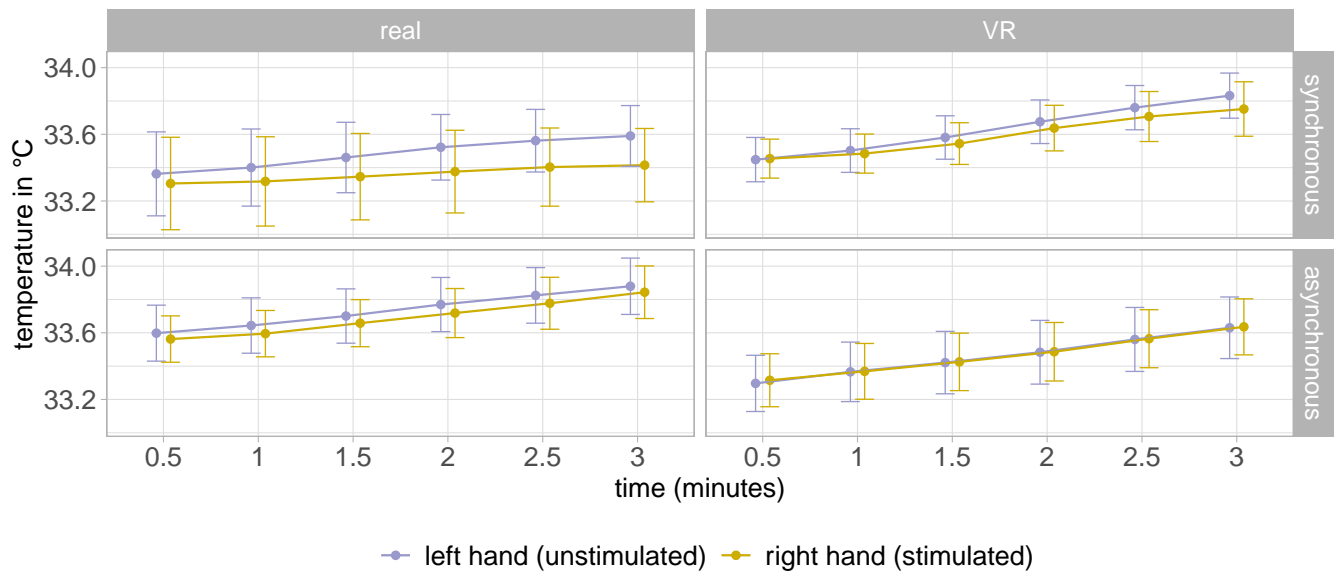 real VR
34.0
33.6
33.2
synchronous
34.0
33.6
33.2
asynchronous
temperature in °C
0.5 1 1.5 2 2.5 3 0.5 1 1.5 2 2.5 3
time (minutes)
left hand (unstimulated) right hand (stimulated)